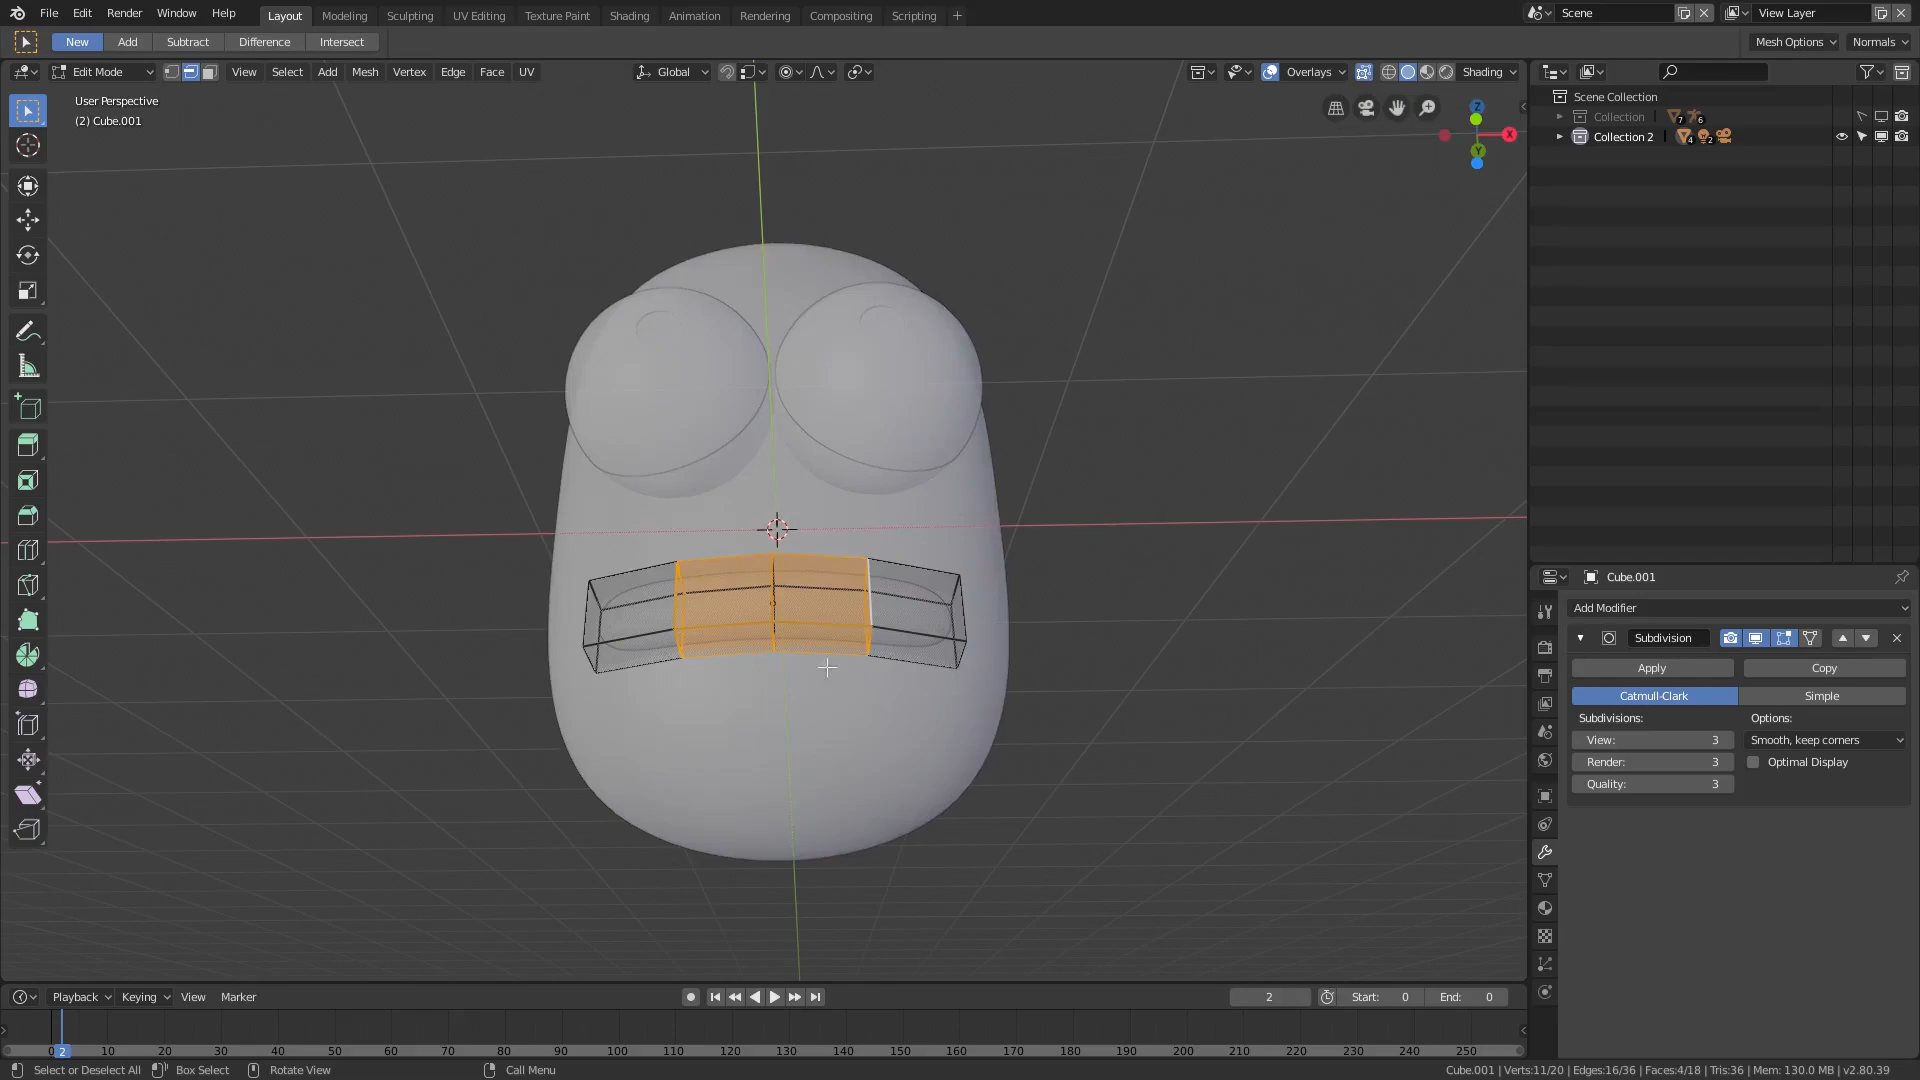 File Edit Render Window Help Layout Modeling Sculpting UV Editing Texture Paint Shading Animation Rendering Compositing Scripting + Scene View Layer
New Add Subtract Difference Intersect Mesh Options Normals
Edit Mode View Select Add Mesh Vertex Edge Face UV Global Overlays Shading
User Perspective
(2) Cube.001
Z
X
Y
Scene Collection
Collection 7 6
Collection 2 4 2
Cube.001
Add Modifier
Subdivision
Apply Copy
Catmull-Clark Simple
Subdivisions: Options:
View: 3 Smooth, keep corners
Render: 3 Optimal Display
Quality: 3
Playback Keying View Marker 2 Start: 0 End: 0
0 2 10 20 30 40 50 60 70 80 90 100 110 120 130 140 150 160 170 180 190 200 210 220 230 240 250
Select or Deselect All Box Select Rotate View Call Menu Cube.001 | Verts:11/20 | Edges:16/36 | Faces:4/18 | Tris:36 | Mem: 130.0 MB | v2.80.39